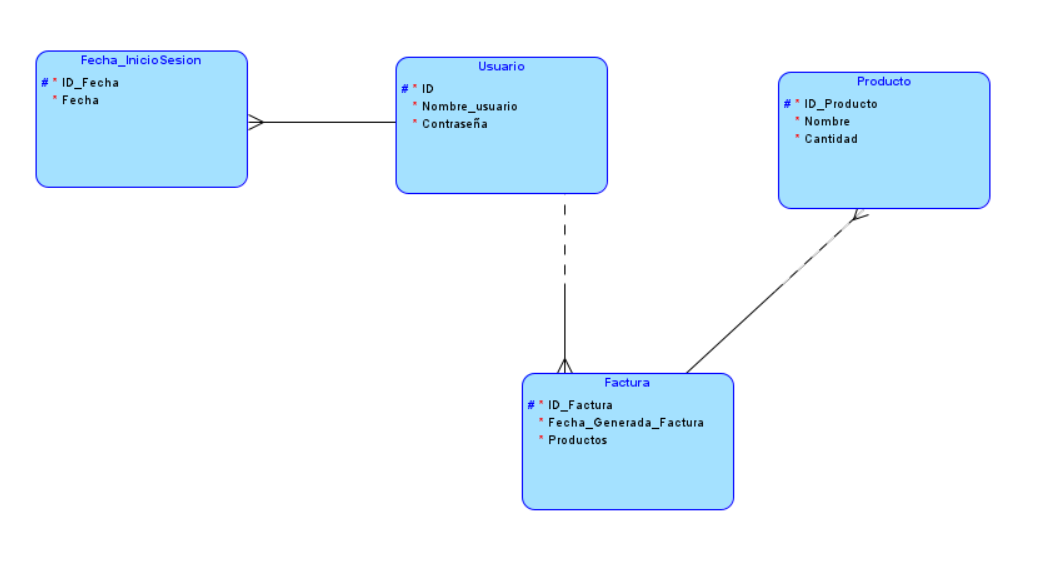 Fecha_InicioSesion
# * ID_Fecha
* Fecha
Usuario
# * ID
* Nombre_usuario
* Contraseña
Producto
# * ID_Producto
* Nombre
* Cantidad
Factura
# * ID_Factura
* Fecha_Generada_Factura
* Productos